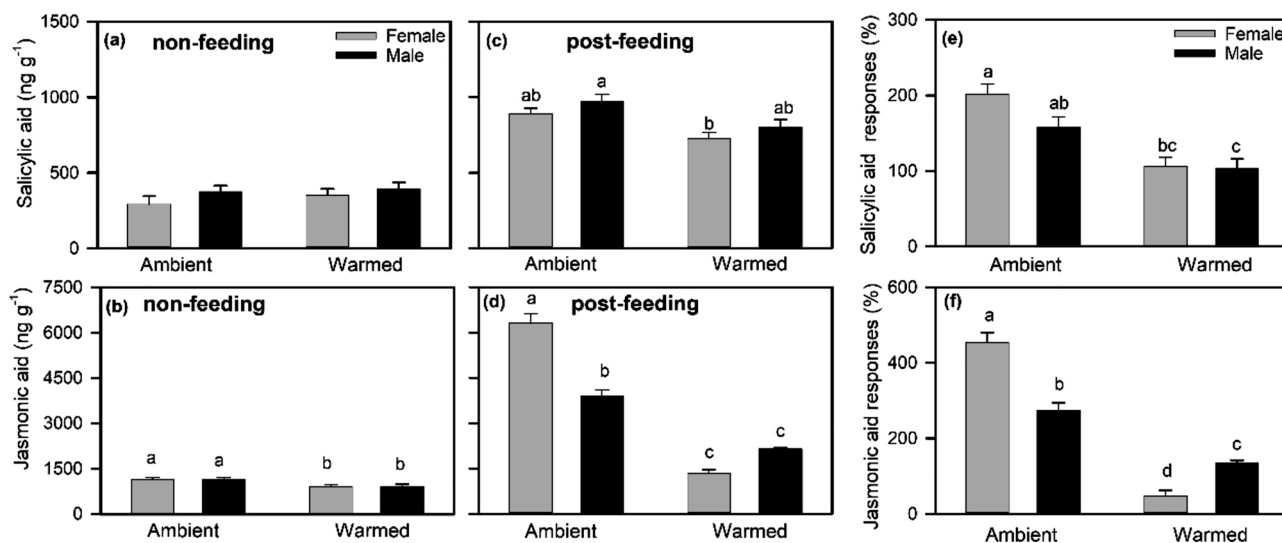 (a) non-feeding
Female
Male
Salicylic aid (ng g⁻¹)
1500
1000
500
0
Ambient Warmed
(c) post-feeding
ab a b ab
Ambient Warmed
(e)
Female
Male
Salicylic aid responses (%)
300
200
100
0
a ab bc c
Ambient Warmed
(b) non-feeding
Jasmonic aid (ng g⁻¹)
7500
6000
4500
3000
1500
0
a a b b
Ambient Warmed
(d) post-feeding
a b c c
Ambient Warmed
(f)
Jasmonic aid responses (%)
600
400
200
0
a b d c
Ambient Warmed